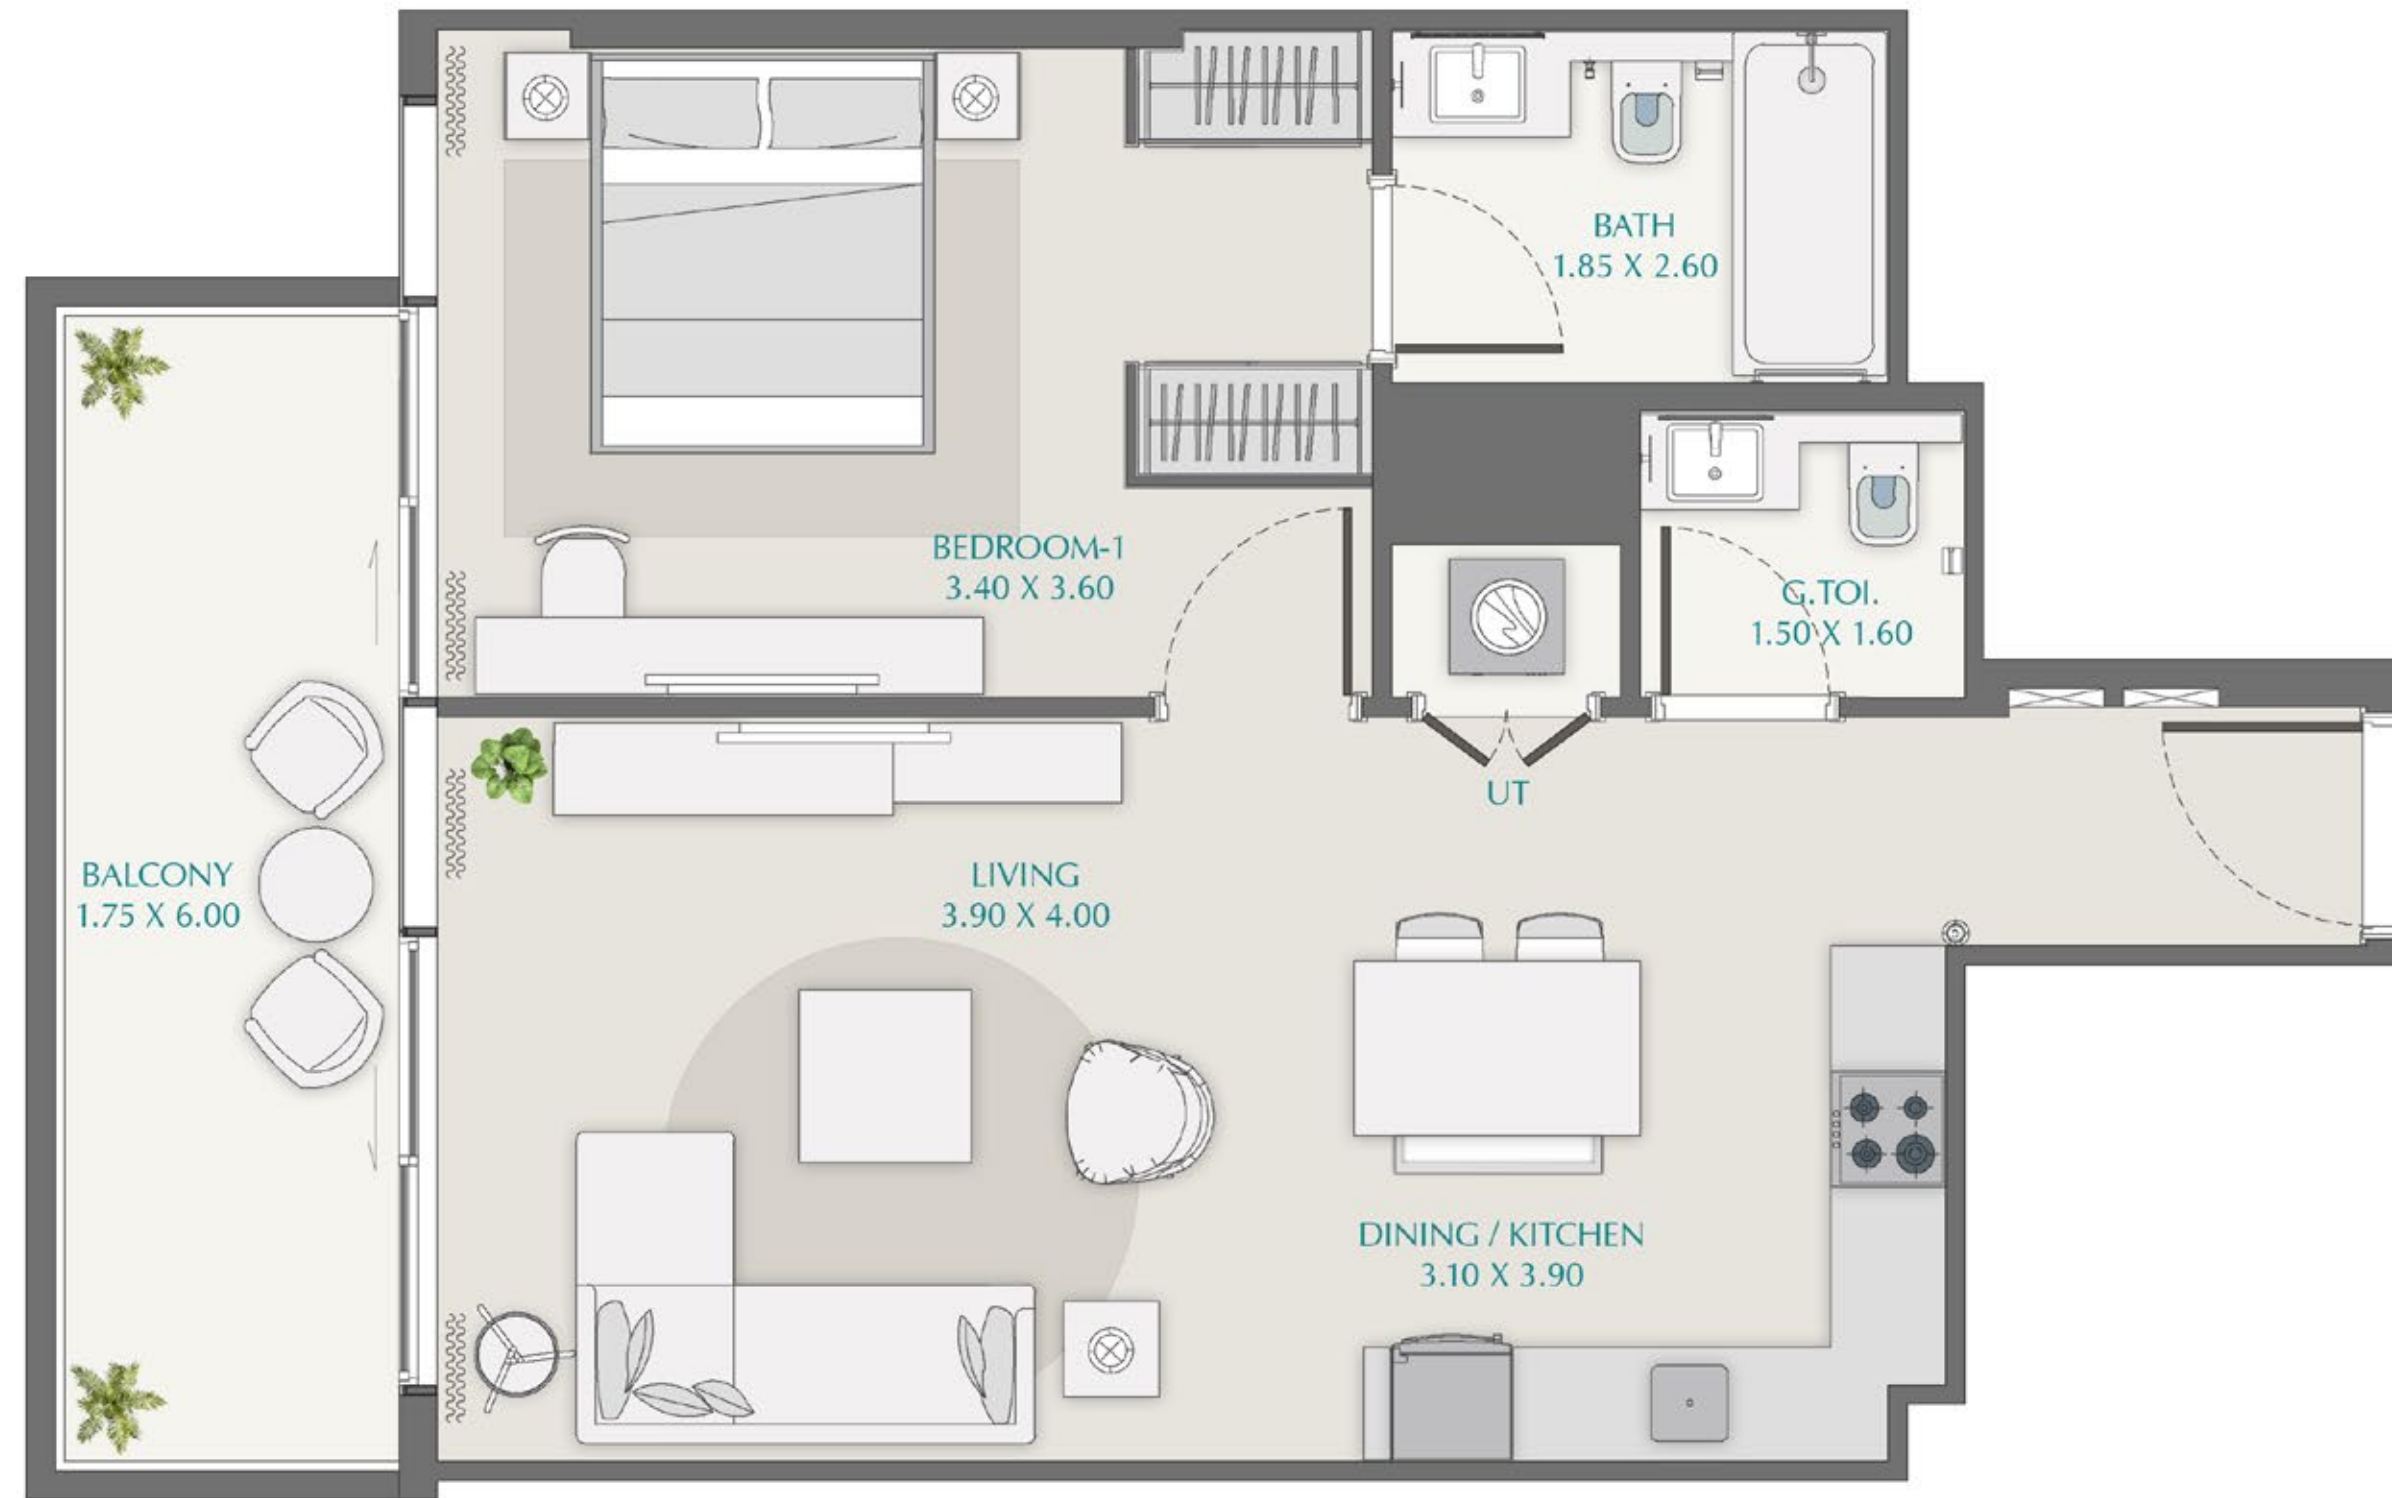 BATH
1.85 X 2.60
BEDROOM-1
3.40 X 3.60
G.TOI.
1.50 X 1.60
UT
BALCONY
1.75 X 6.00
LIVING
3.90 X 4.00
DINING / KITCHEN
3.10 X 3.90